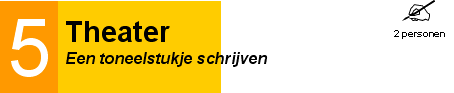 5
Theater
Een toneelstukje schrijven
2 personen